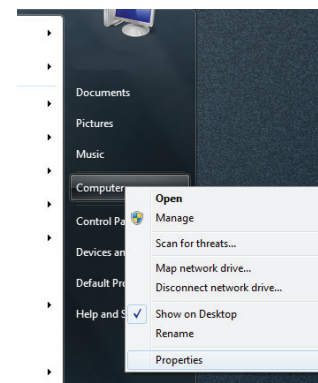 Documents
Pictures
Music
Computer
Open
Manage
Control Pa
Scan for threats...
Devices an
Map network drive...
Default Pro
Disconnect network drive...
Help and S
Show on Desktop
Rename
Properties